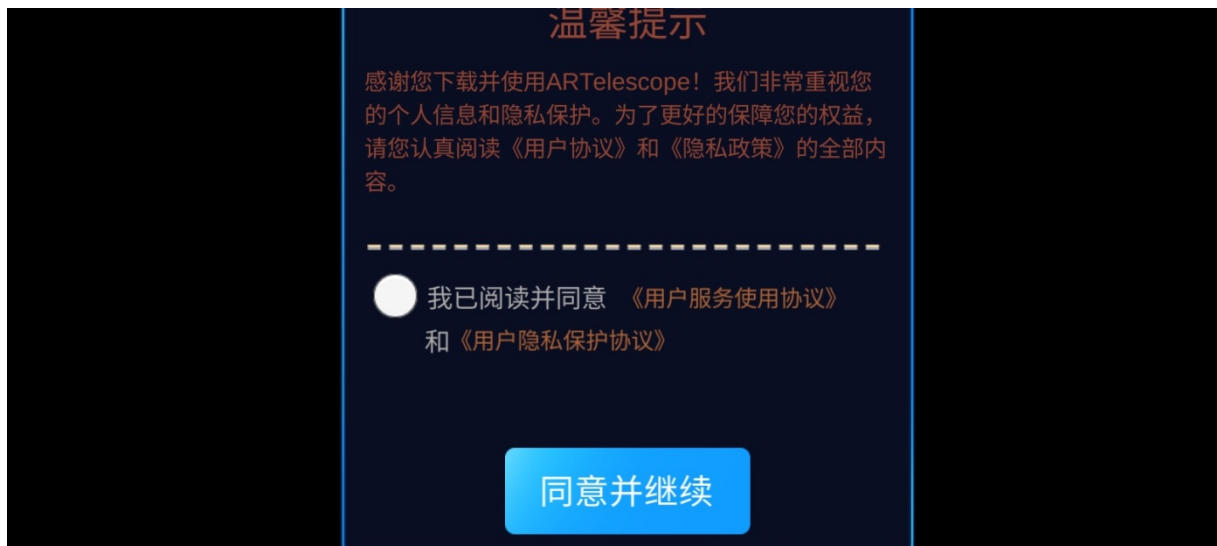 温馨提示
感谢您下载并使用ARTelescope！我们非常重视您
的个人信息和隐私保护。为了更好的保障您的权益，
请您认真阅读《用户协议》和《隐私政策》的全部内
容。
我已阅读并同意 《用户服务使用协议》
和《用户隐私保护协议》
同意并继续